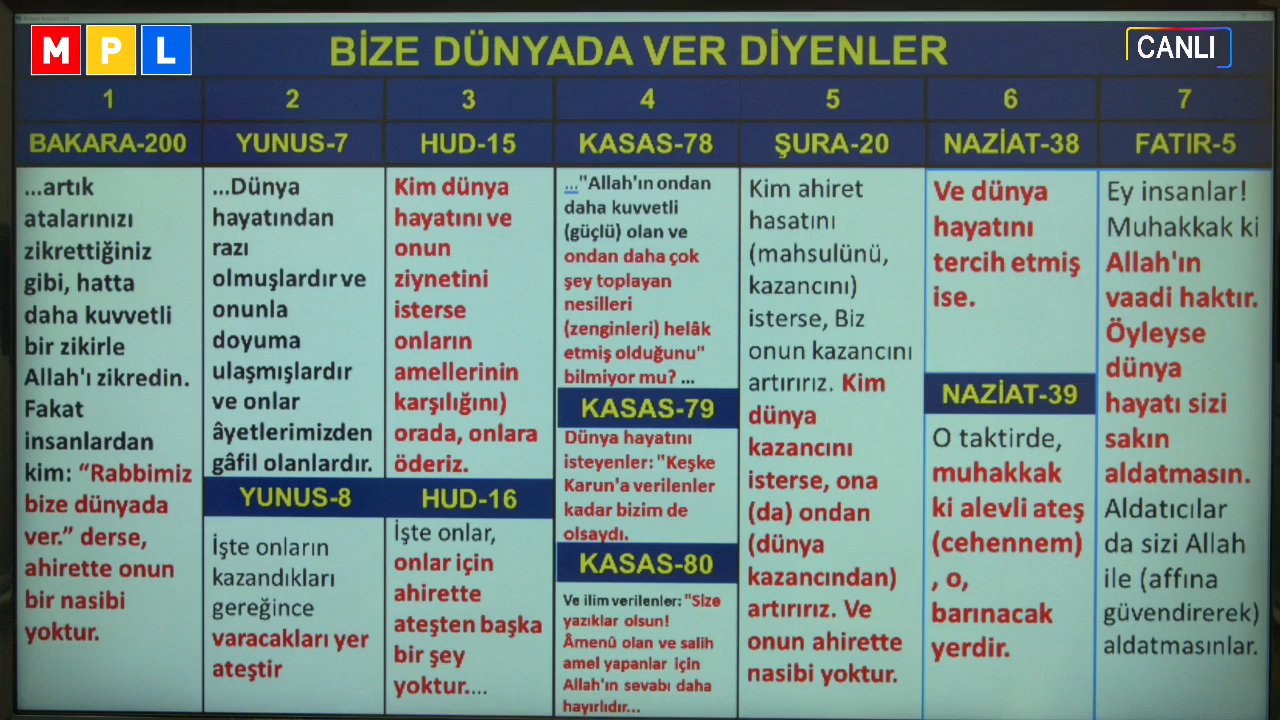 MPL
BİZE DÜNYADA VER DİYENLER
CANLI
1
BAKARA-200
...artık
atalarınızı
zikrettiğiniz
gibi, hatta
daha kuvvetli
bir zikirle
Allah'ı zikredin.
Fakat
insanlardan
kim: “Rabbimiz
bize dünyada
ver.” derse,
ahirette onun
bir nasibi
yoktur.
2
YUNUS-7
...Dünya
hayatından
razı
olmuşlardır ve
onunla
doyuma
ulaşmışlardır
ve onlar
âyetlerimizden
gâfil olanlardır.
YUNUS-8
İşte onların
kazandıkları
gereğince
varacakları yer
ateştir
3
HUD-15
Kim dünya
hayatını ve
onun
ziynetini
isterse
onların
amellerinin
karşılığını)
orada, onlara
öderiz.
HUD-16
İşte onlar,
onlar için
ahirette
ateşten başka
bir şey
yoktur....
4
KASAS-78
..."Allah'ın ondan
daha kuvvetli
(güçlü) olan ve
ondan daha çok
şey toplayan
nesilleri
(zenginleri) helâk
etmiş olduğunu"
bilmiyor mu? ...
KASAS-79
Dünya hayatını
isteyenler: "Keşke
Karun'a verilenler
kadar bizim de
olsaydı.
KASAS-80
Ve ilim verilenler: "Size
yazıklar olsun!
Âmenû olan ve salih
amel yapanlar için
Allah'ın sevabı daha
hayırlıdır...
5
ŞURA-20
Kim ahiret
hasatını
(mahsulünü,
kazancını)
isterse, Biz
onun kazancını
artırırız. Kim
dünya
kazancını
isterse, ona
(da) ondan
(dünya
kazancından)
artırırız. Ve
onun ahirette
nasibi yoktur.
6
NAZİAT-38
Ve dünya
hayatını
tercih etmiş
ise.
NAZİAT-39
O taktirde,
muhakkak
ki alevli ateş
(cehennem)
, o,
barınacak
yerdir.
7
FATIR-5
Ey insanlar!
Muhakkak ki
Allah'ın
vaadi haktır.
Öyleyse
dünya
hayatı sizi
sakın
aldatmasın.
Aldatıcılar
da sizi Allah
ile (affına
güvendirerek)
aldatmasınlar.